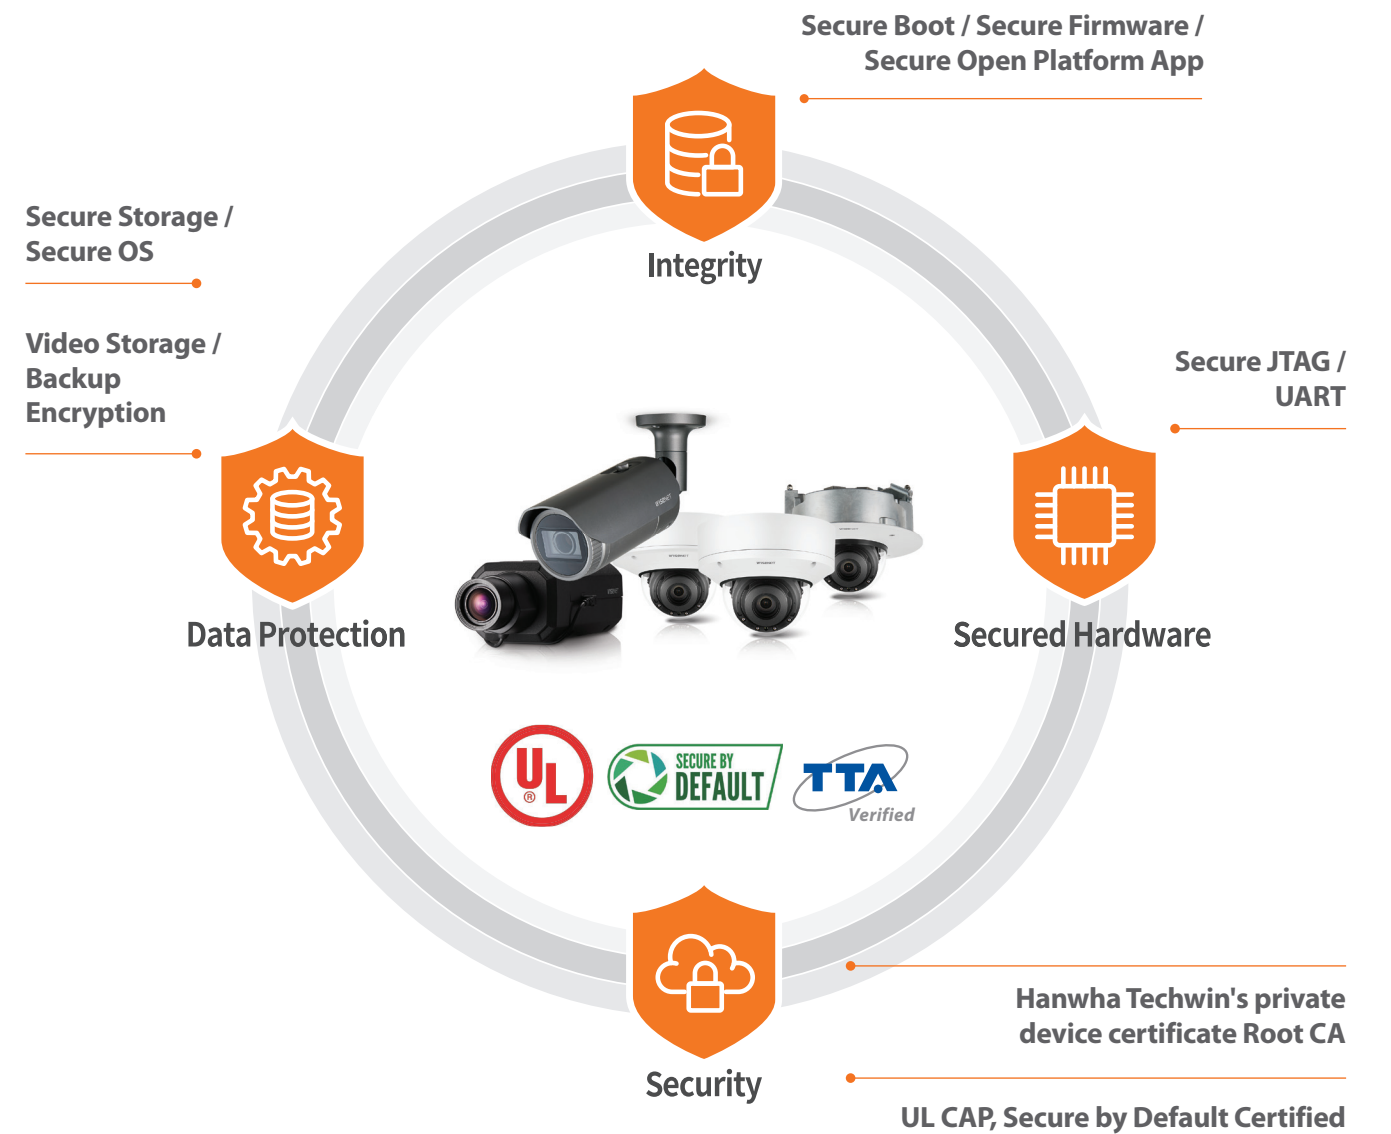 Secure Boot / Secure Firmware /
Secure Open Platform App
Integrity
Secure Storage /
Secure OS
Video Storage /
Backup
Encryption
Data Protection
Secure JTAG /
UART
Secured Hardware
WISENET
UL
®
SECURE BY
DEFAULT
TTA
Verified
Security
Hanwha Techwin's private
device certificate Root CA
UL CAP, Secure by Default Certified